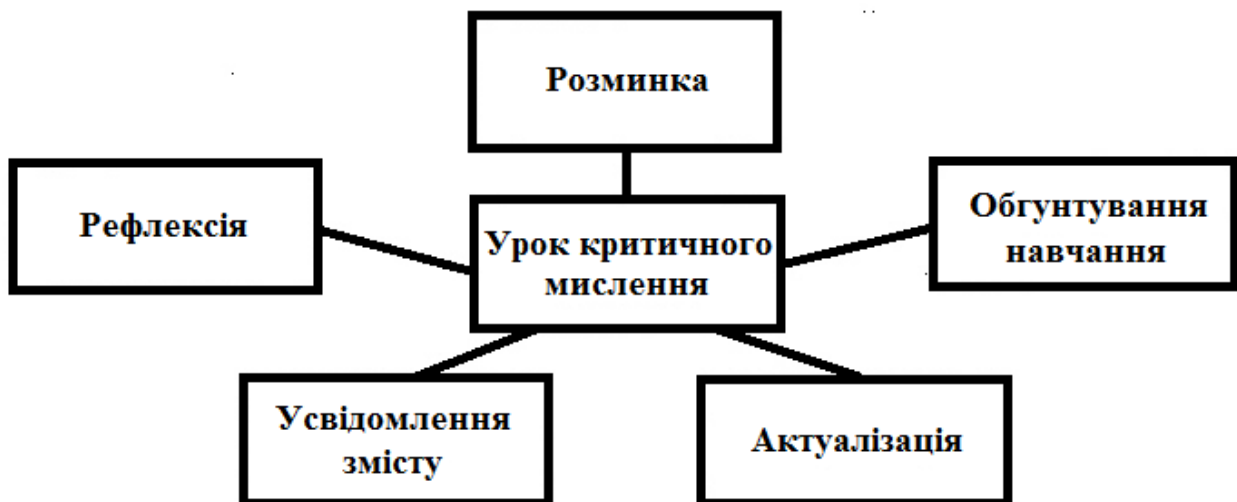 Розминка
Рефлексія
Урок критичного
мислення
Обгунтування
навчання
Усвідомлення
змісту
Актуалізація